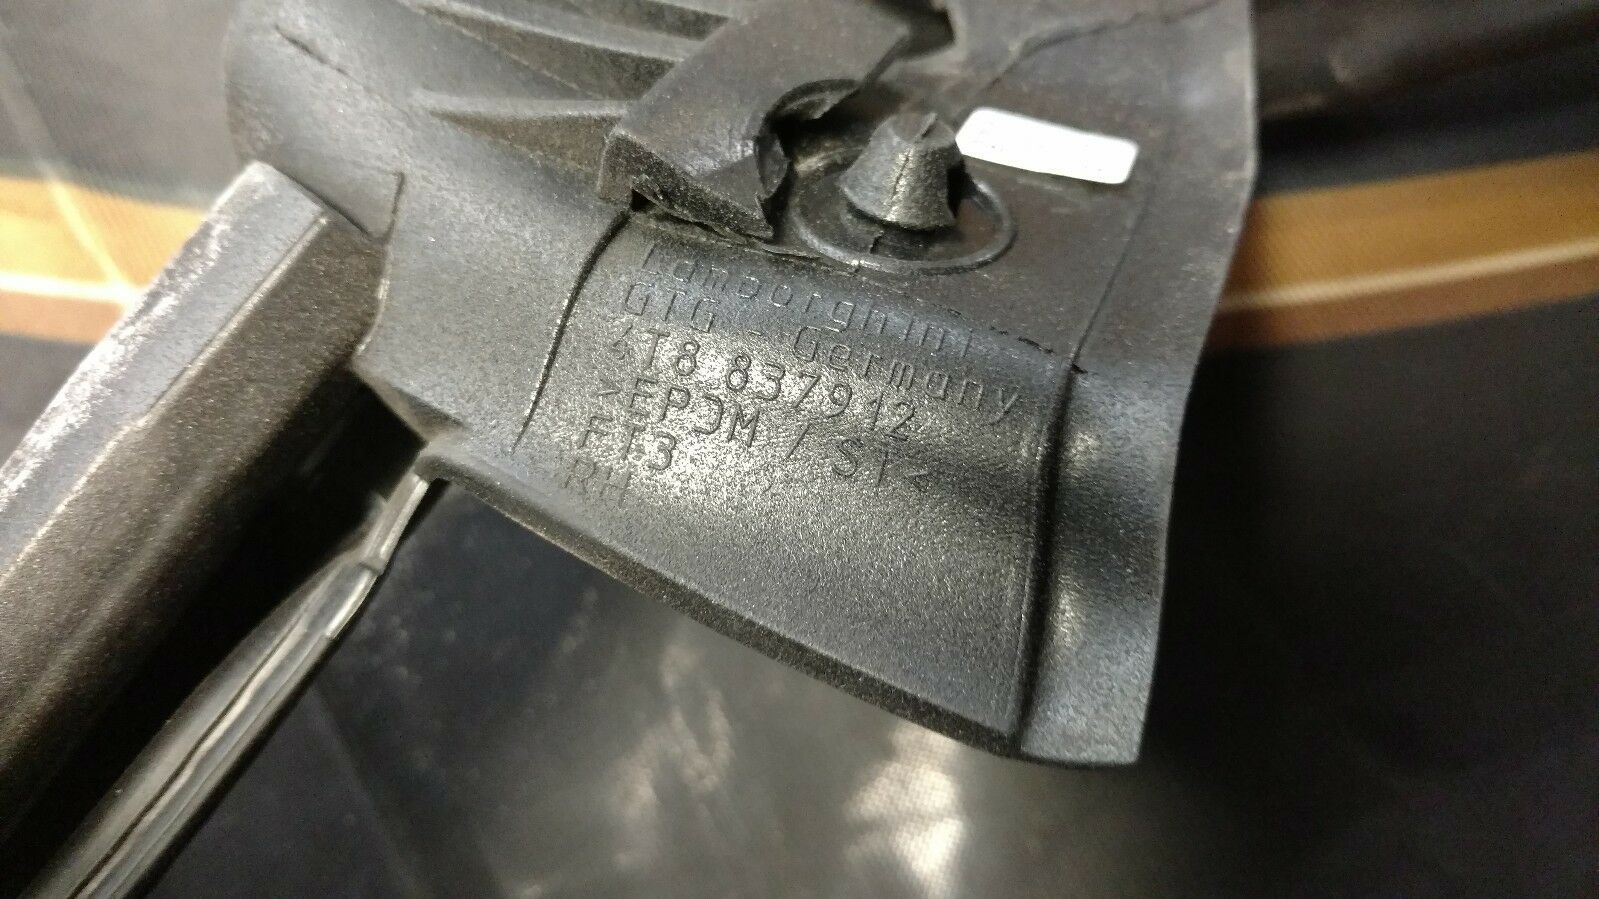 Lamborghini
GTG - Germany
4T8 837912
>EPDM / ST<
FT3
RH